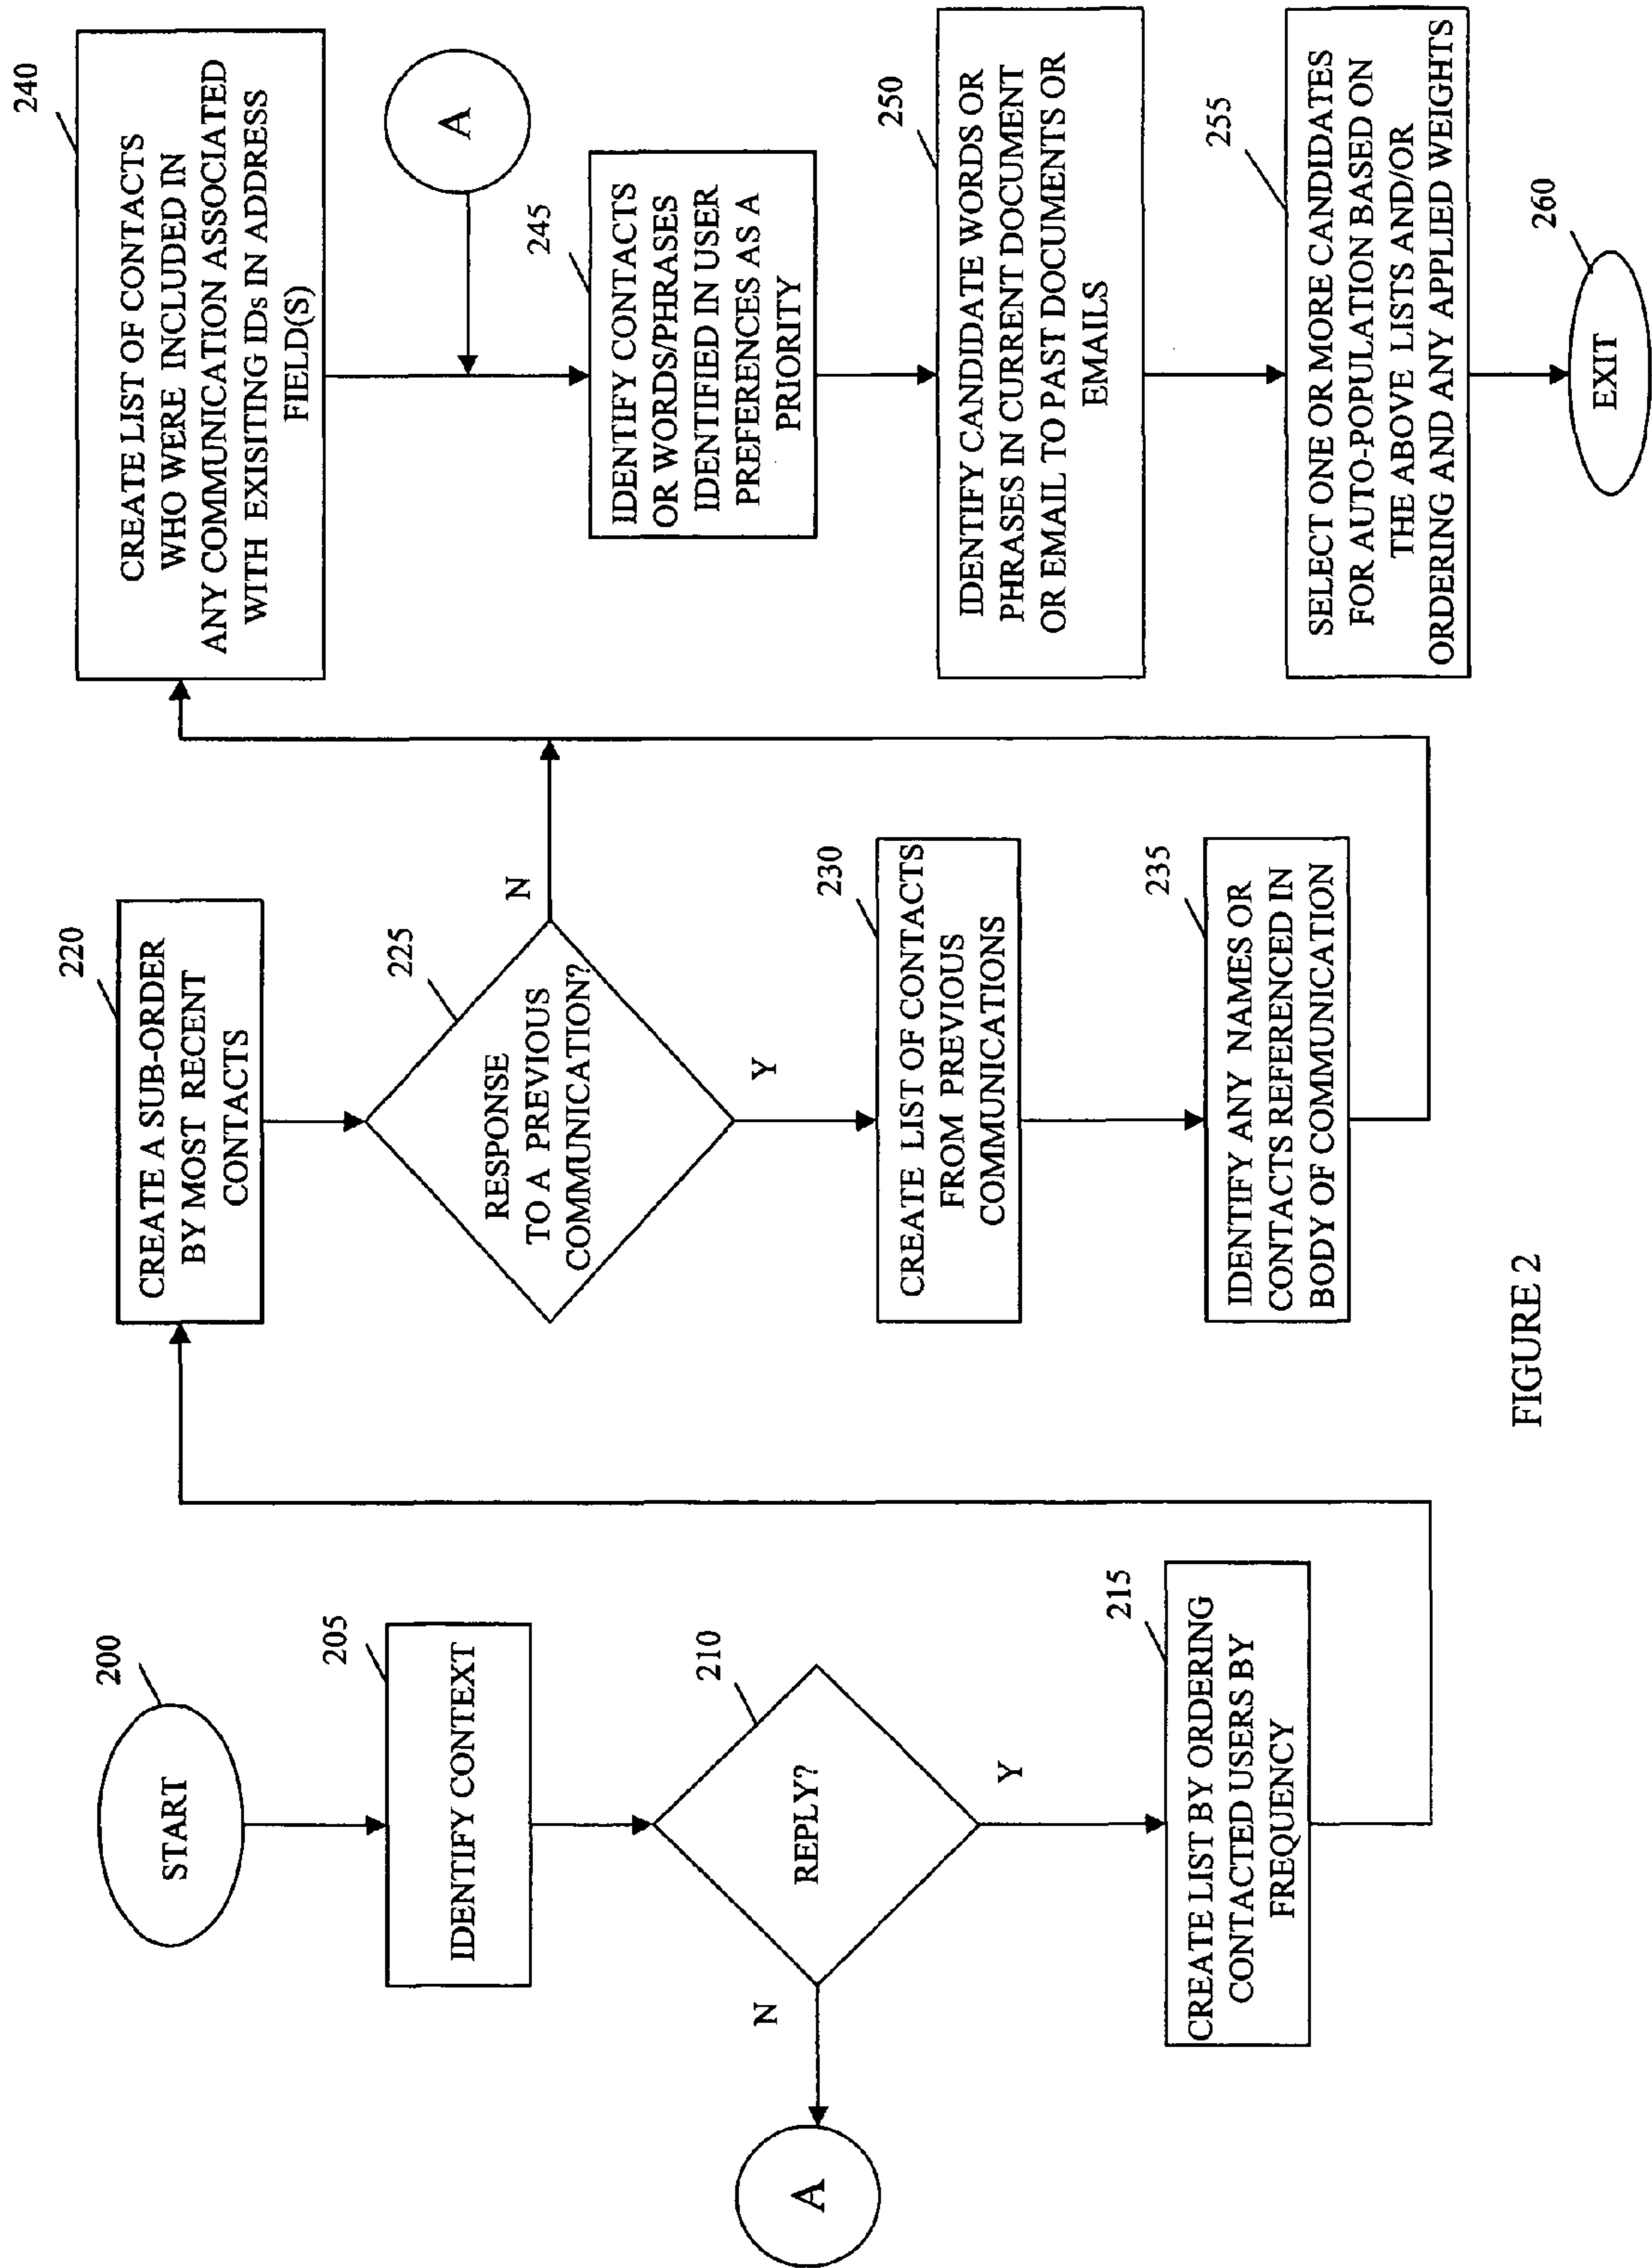 200
START
205
IDENTIFY CONTEXT
210
REPLY?
N
A
Y
215
CREATE LIST BY ORDERING
CONTACTED USERS BY
FREQUENCY
220
CREATE A SUB-ORDER
BY MOST RECENT
CONTACTS
225
RESPONSE
TO A PREVIOUS
COMMUNICATION?
N
Y
230
CREATE LIST OF CONTACTS
FROM PREVIOUS
COMMUNICATIONS
235
IDENTIFY ANY NAMES OR
CONTACTS REFERENCED IN
BODY OF COMMUNICATION
240
CREATE LIST OF CONTACTS
WHO WERE INCLUDED IN
ANY COMMUNICATION ASSOCIATED
WITH EXISITING IDs IN ADDRESS
FIELD(S)
A
245
IDENTIFY CONTACTS
OR WORDS/PHRASES
IDENTIFIED IN USER
PREFERENCES AS A
PRIORITY
250
IDENTIFY CANDIDATE WORDS OR
PHRASES IN CURRENT DOCUMENT
OR EMAIL TO PAST DOCUMENTS OR
EMAILS
255
SELECT ONE OR MORE CANDIDATES
FOR AUTO-POPULATION BASED ON
THE ABOVE LISTS AND/OR
ORDERING AND ANY APPLIED WEIGHTS
260
EXIT
FIGURE 2